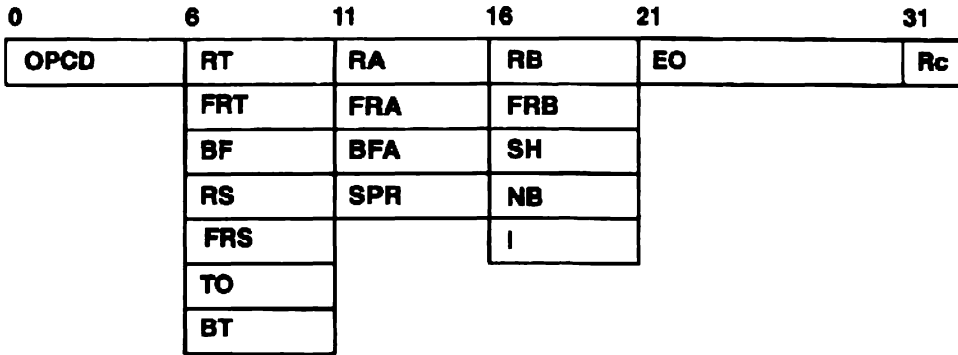 0 6 11 16 21 31
OPCD RT RA RB EO Rc
FRT FRA FRB
BF BFA SH
RS SPR NB
FRS I
TO
BT